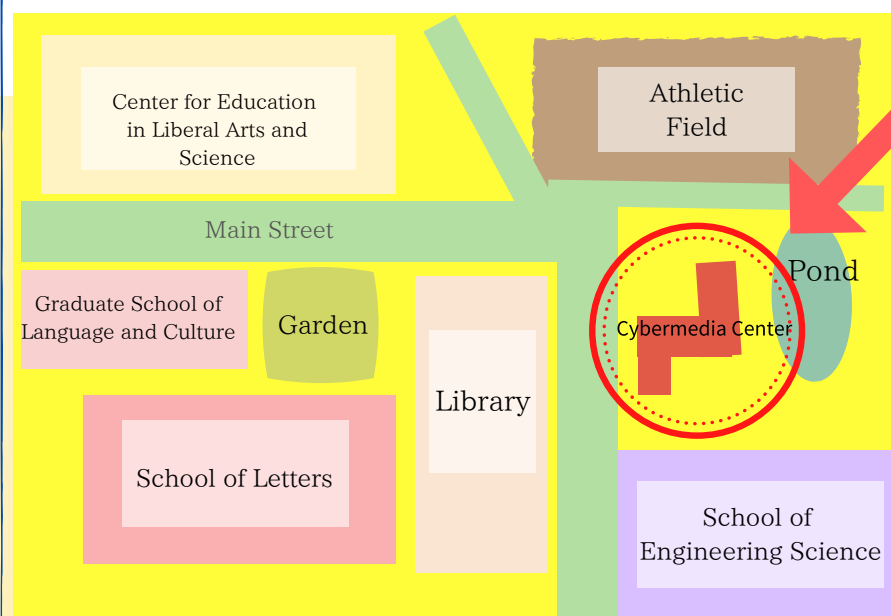 Center for Education
in Liberal Arts and
Science
Athletic
Field
Main Street
Pond
Graduate School of
Language and Culture
Garden
Cybermedia Center
Library
School of Letters
School of
Engineering Science